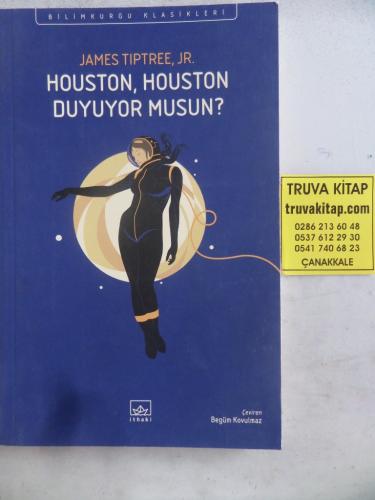 BİLİMKURGU KLASİKLERİ
JAMES TIPTREE, JR.
HOUSTON, HOUSTON
DUYUYOR MUSUN?
TRUVA KİTAP
truvakitap.com
0286 213 60 48
0537 612 29 30
0541 740 68 23
ÇANAKKALE
Çeviren
Begüm Kovulmaz
ithaki